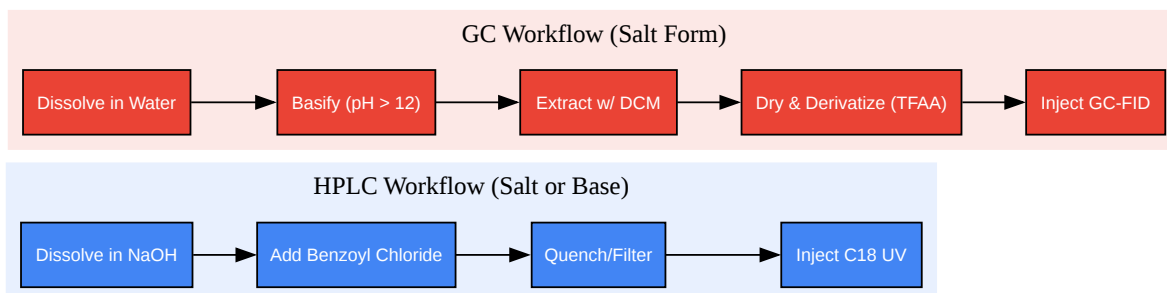 GC Workflow (Salt Form)
Dissolve in Water
Basify (pH > 12)
Extract w/ DCM
Dry & Derivatize (TFAA)
Inject GC-FID
HPLC Workflow (Salt or Base)
Dissolve in NaOH
Add Benzoyl Chloride
Quench/Filter
Inject C18 UV